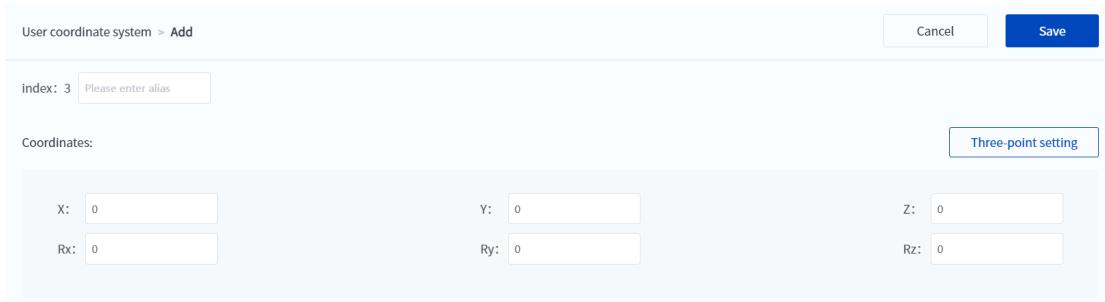 User coordinate system > Add Cancel Save
index: 3 Please enter alias
Coordinates: Three-point setting
X: 0 Y: 0 Z: 0
Rx: 0 Ry: 0 Rz: 0